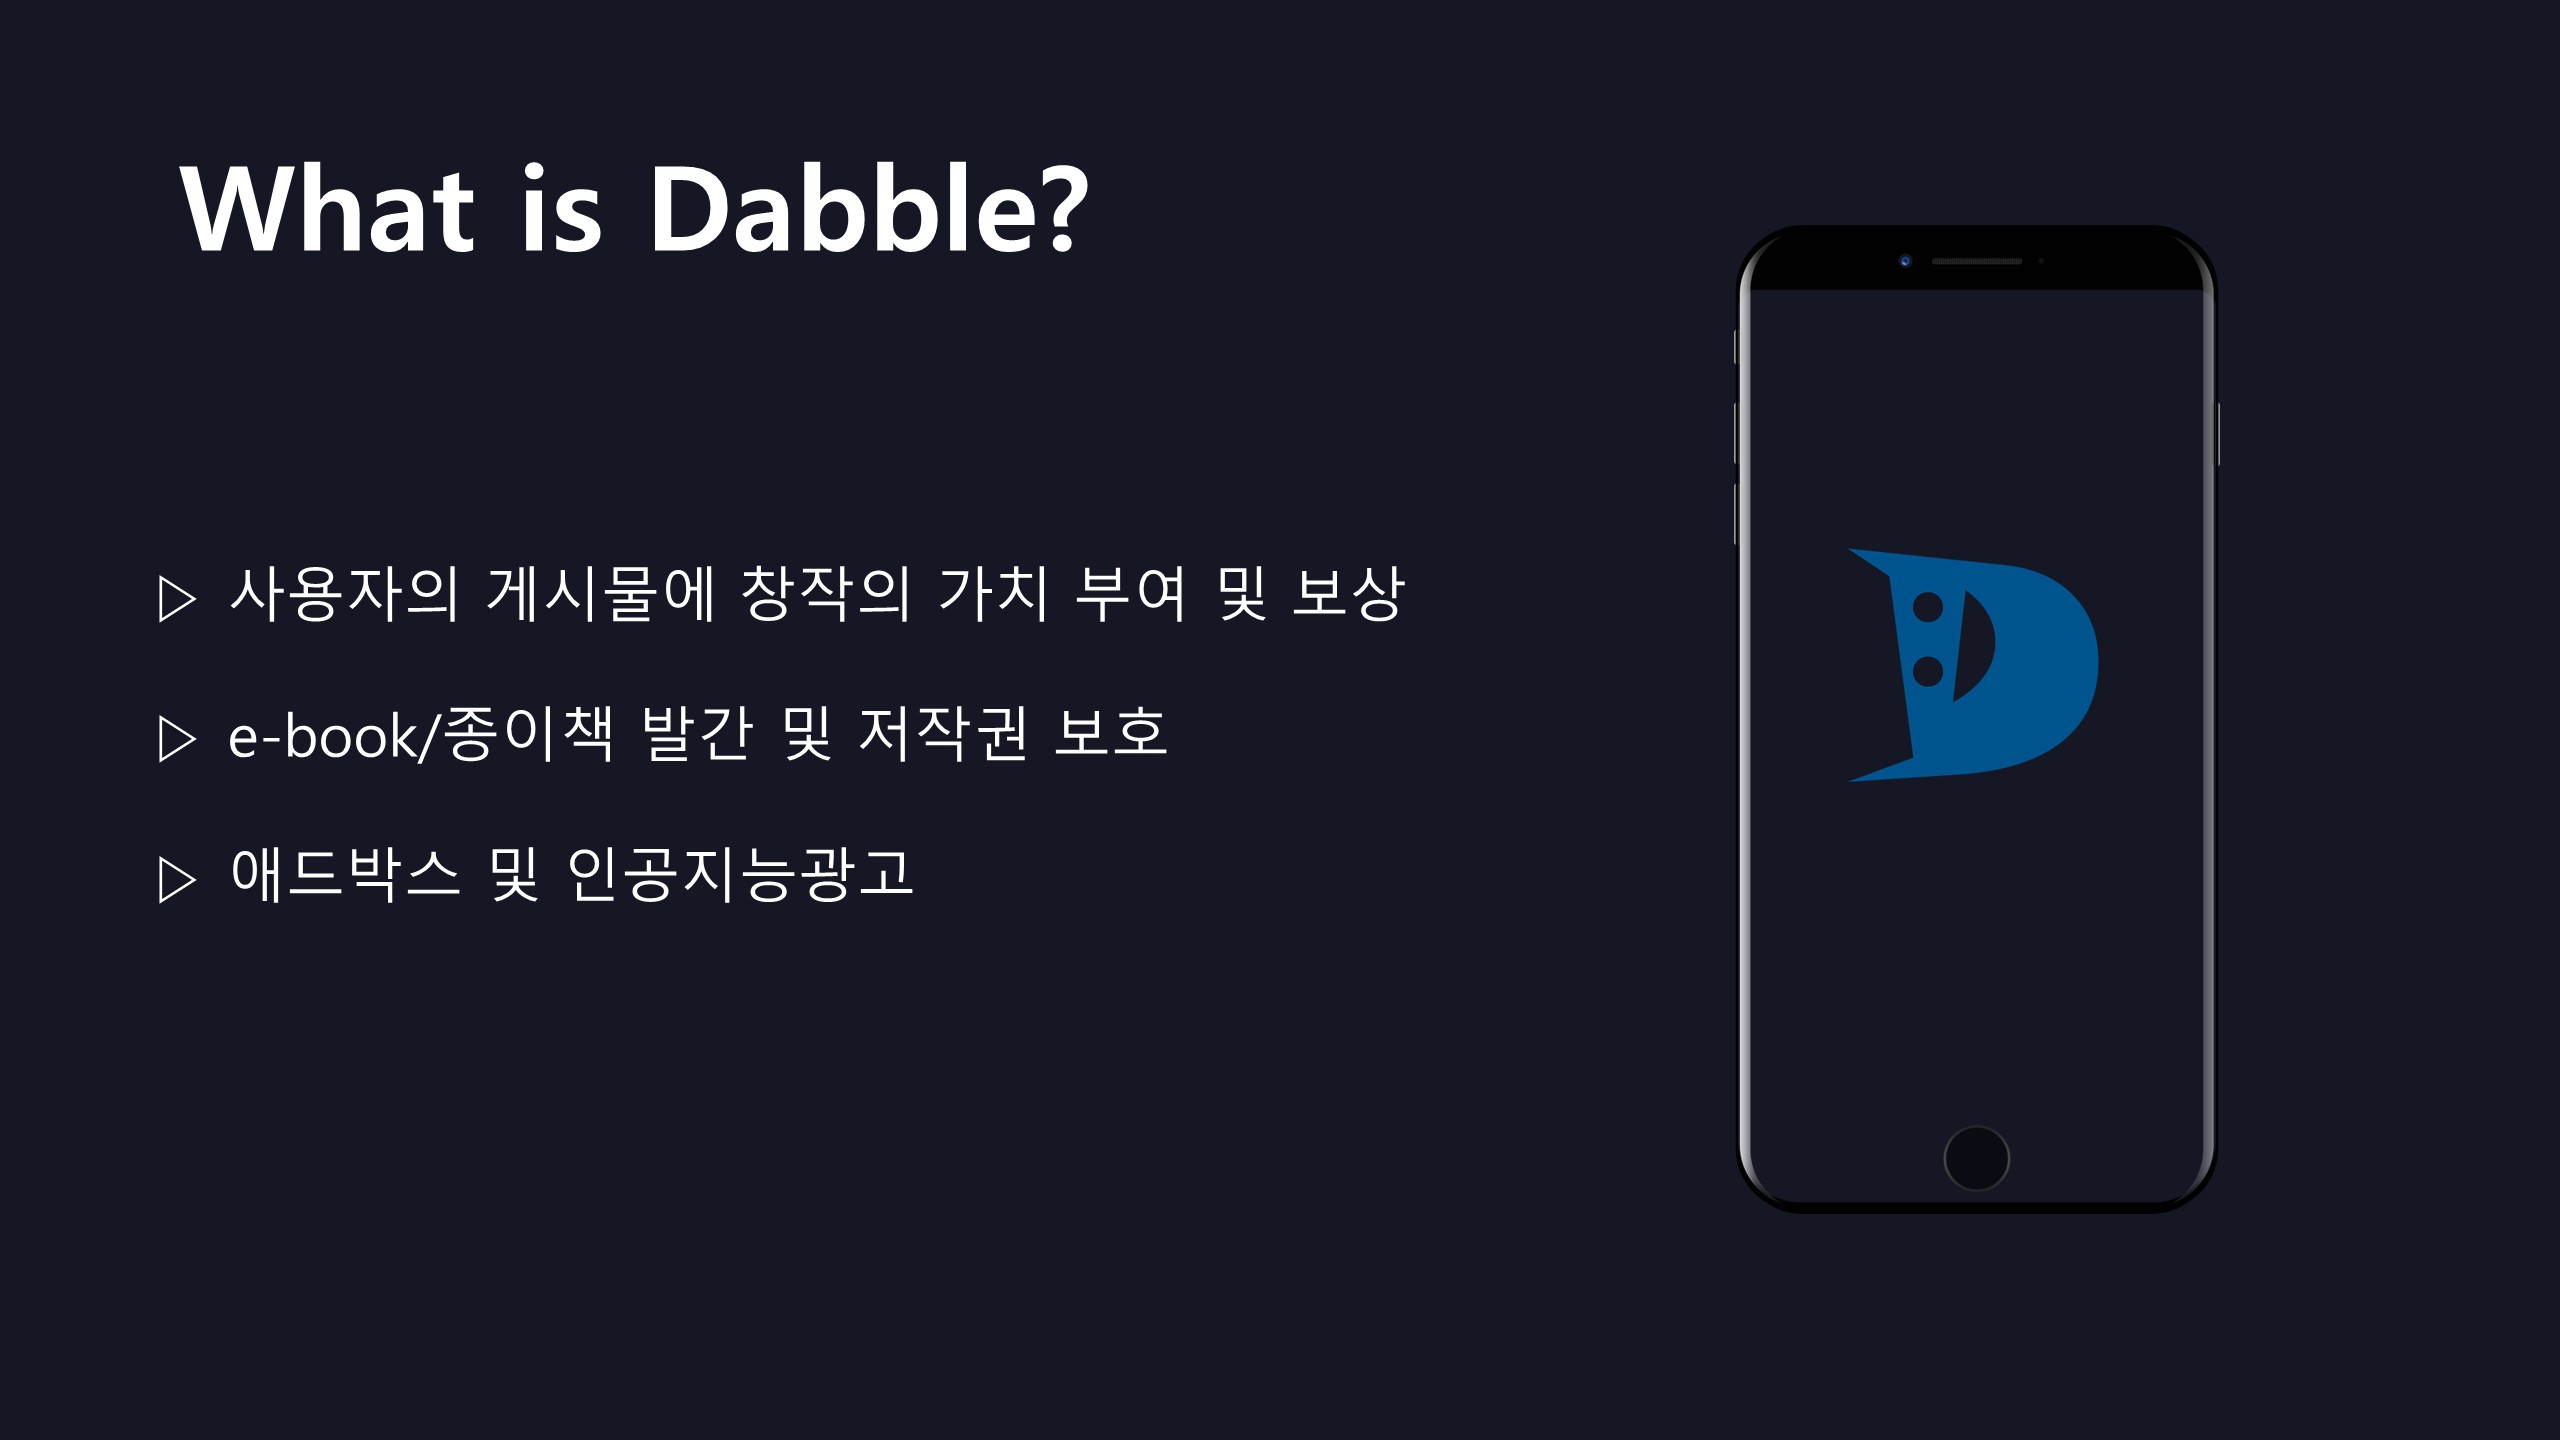 What is Dabble?
▷ 사용자의 게시물에 창작의 가치 부여 및 보상
▷ e-book/종이책 발간 및 저작권 보호
▷ 애드박스 및 인공지능광고